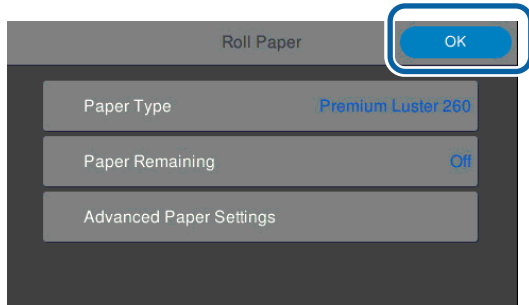 Roll Paper OK
Paper Type Premium Luster 260
Paper Remaining Off
Advanced Paper Settings